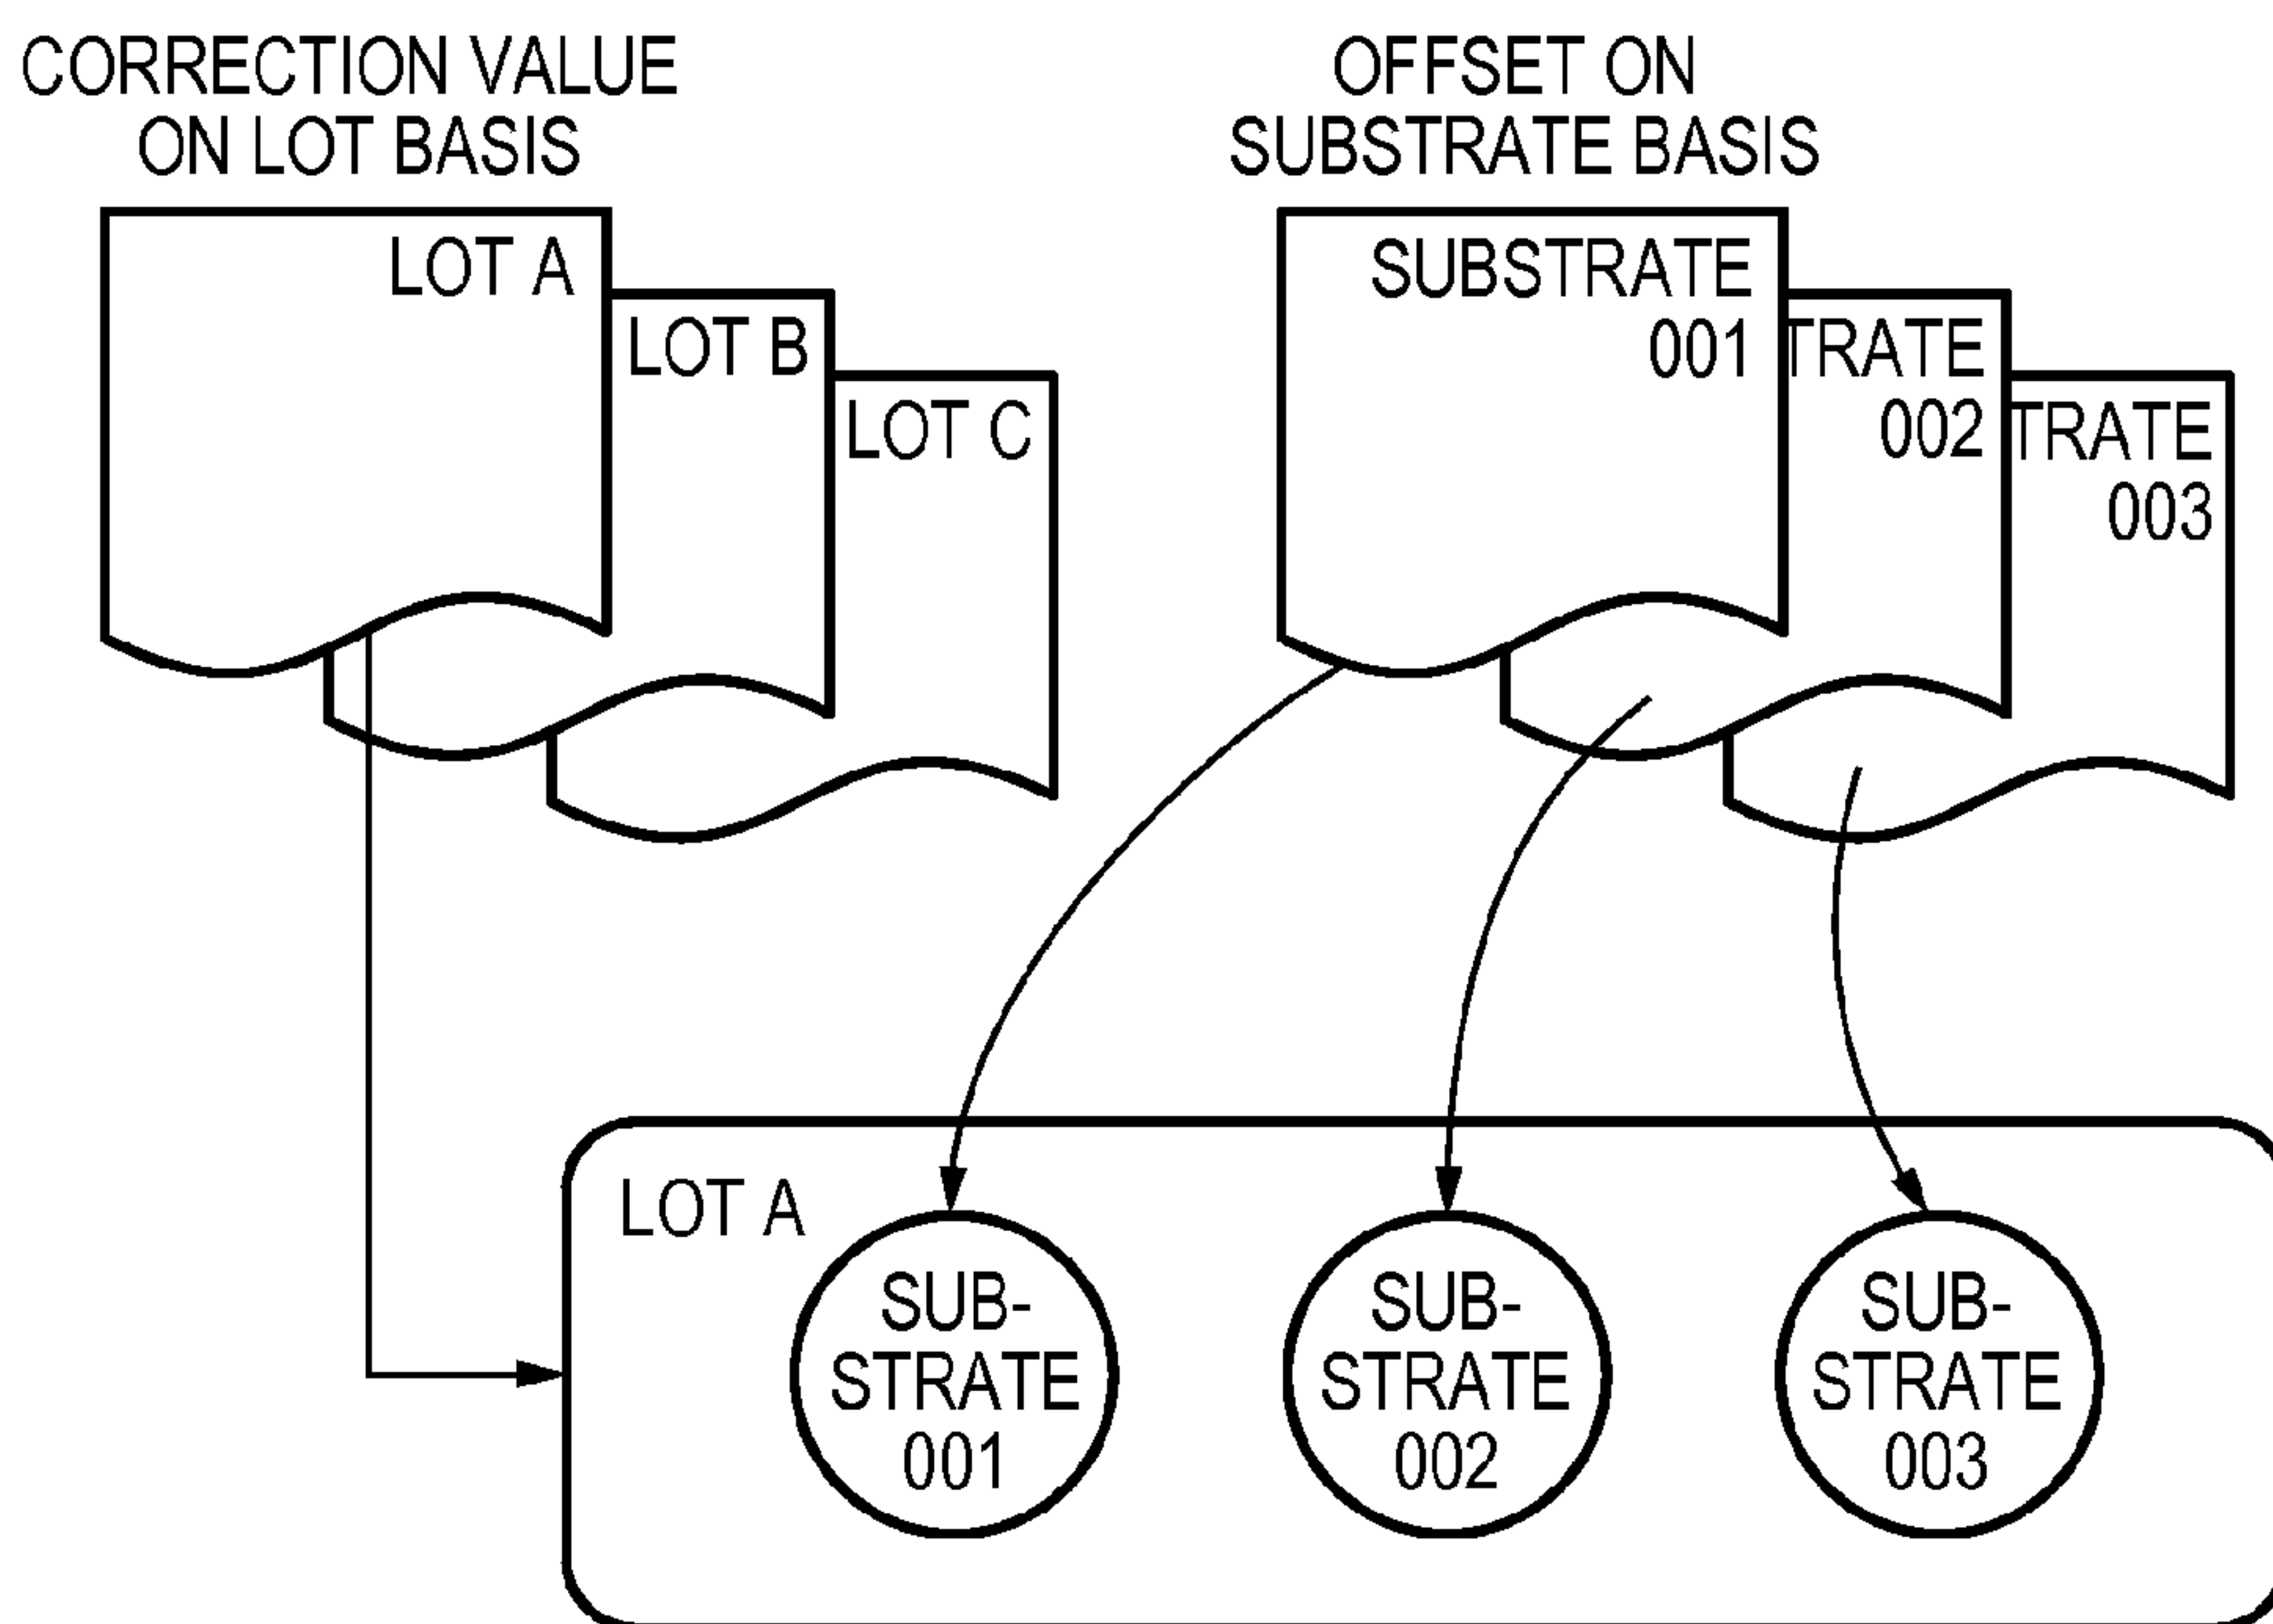 CORRECTION VALUE
ON LOT BASIS
OFFSET ON
SUBSTRATE BASIS
LOT A
LOT B
LOT C
SUBSTRATE
001
TRATE
002
TRATE
003
LOT A
SUB-
STRATE
001
SUB-
STRATE
002
SUB-
STRATE
003